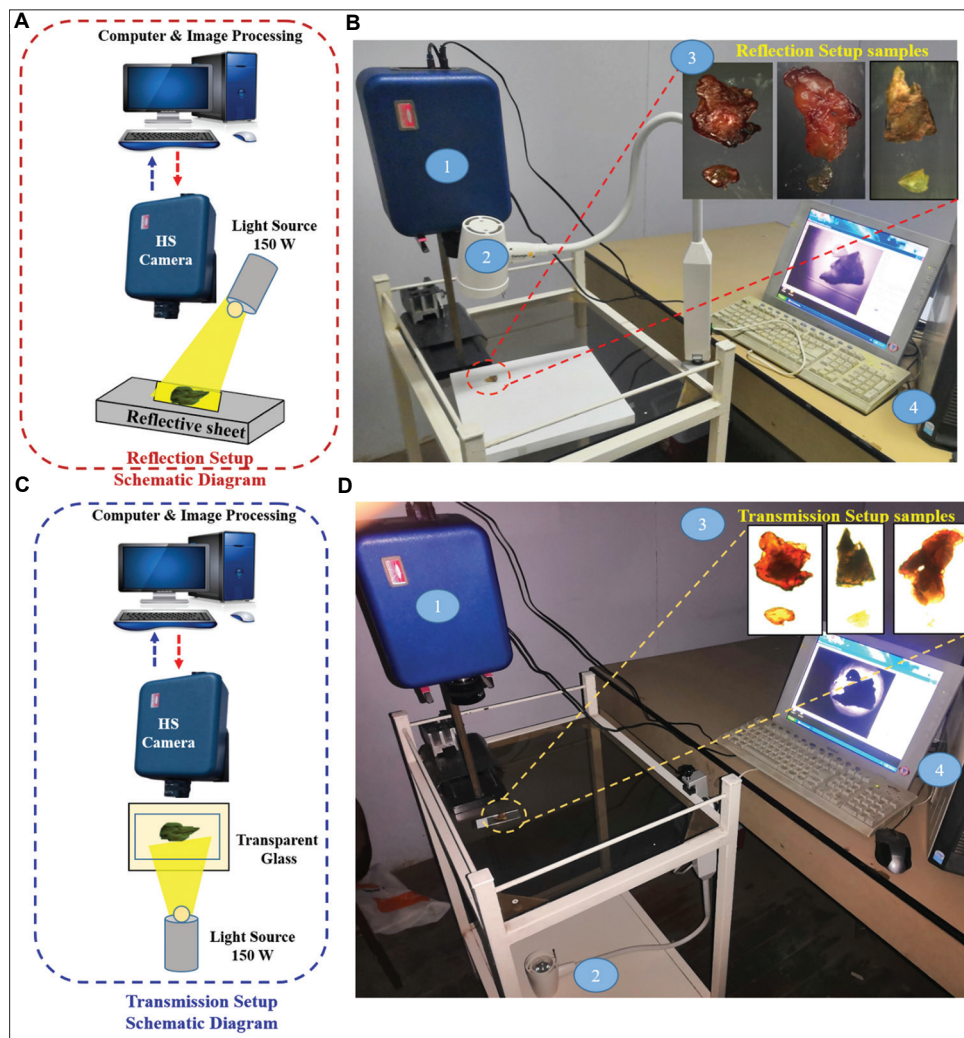 A
Computer & Image Processing
Light Source
150 W
HS
Camera
Reflective sheet
Reflection Setup
Schematic Diagram
B
3
Reflection Setup samples
1
2
4
C
Computer & Image Processing
HS
Camera
Transparent
Glass
Light Source
150 W
Transmission Setup
Schematic Diagram
D
3
Transmission Setup samples
1
4
2